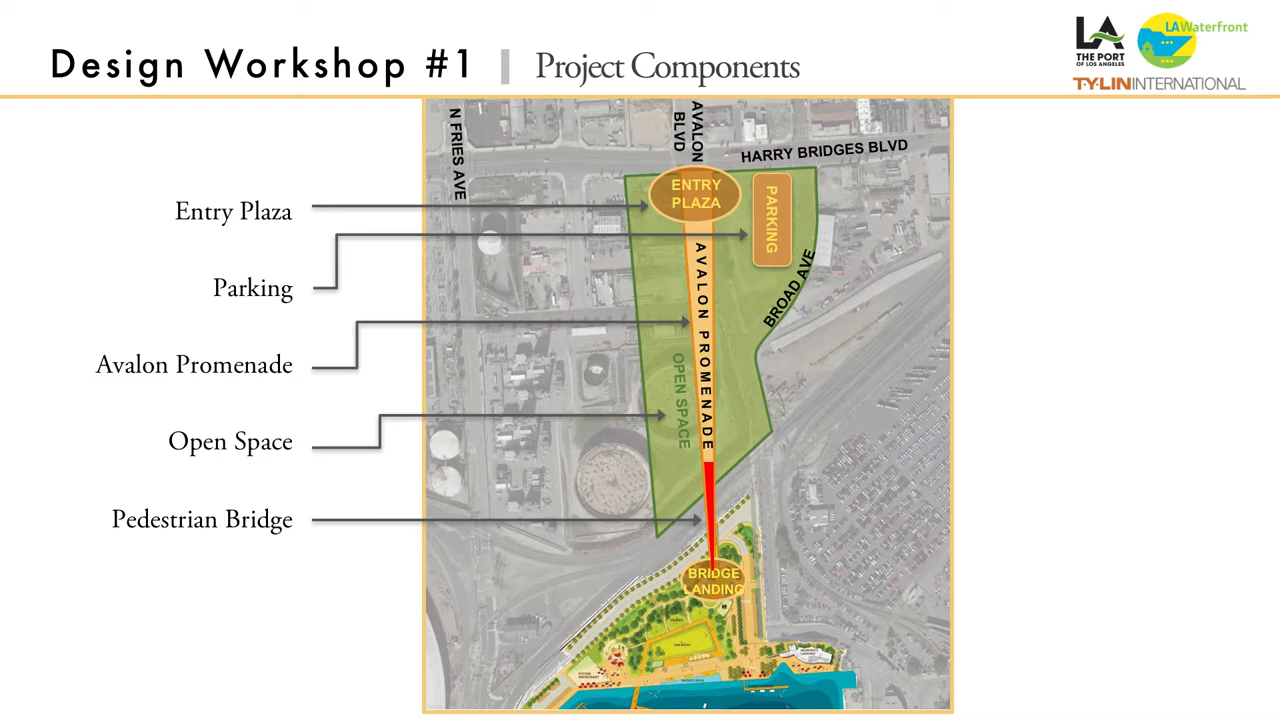 Design Workshop #1 | Project Components
LA
THE PORT
OF LOS ANGELES
LAWaterfront
T·Y·LININTERNATIONAL
N FRIES AVE
AVALON
BLVD
HARRY BRIDGES BLVD
ENTRY
PLAZA
PARKING
BROAD AVE
AVALON PROMENADE
OPEN SPACE
BRIDGE
LANDING
Entry Plaza
Parking
Avalon Promenade
Open Space
Pedestrian Bridge